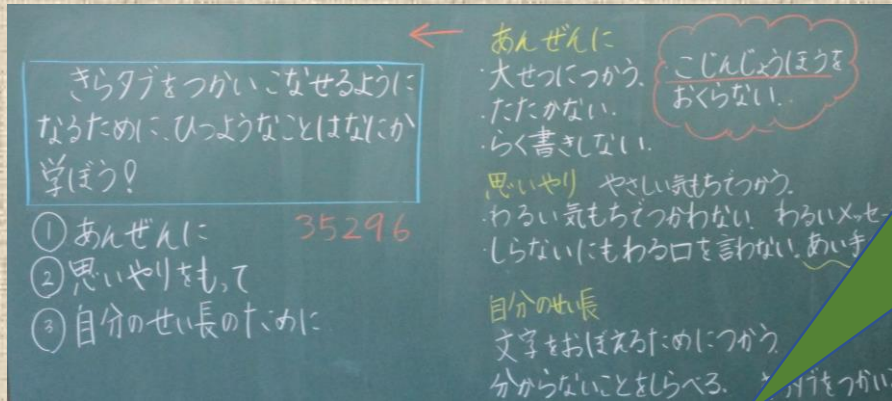 きらタブをつかいこなせるように
なるために、ひつようなことはなにか
学ぼう!
① あんぜんに 35296
② 思いやりをもって
③ 自分のせい長のために
あんぜんに
・大せつにつかう。
・たたかない。
・らく書きしない。
・こじんじょうほうを
おくらない。
思いやり やさしい気もちでつかう。
・わるい気もちでつかわない わるいメッセー
・しらないにもわる口を言わない。あい手
自分のせい長
文字をおぼえるためにつかう
分からないことをしらべる。 をつかい